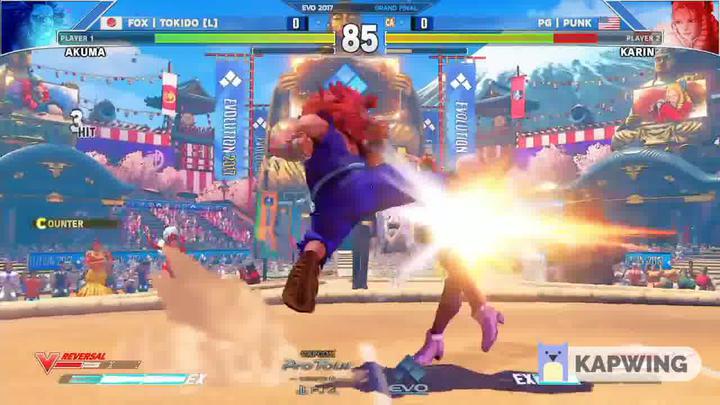 EVO 2017 GRAND FINAL
FOX | TOKIDO [L] 0 CA 0 PG | PUNK
PLAYER 1 85 PLAYER 2
AKUMA KARIN
3
HIT
EVOLUTION 2017
EVOLUTION
COUNTER
V REVERSAL
EX
CAPCOM
Pro Tour
EVO
EX
KAPWING